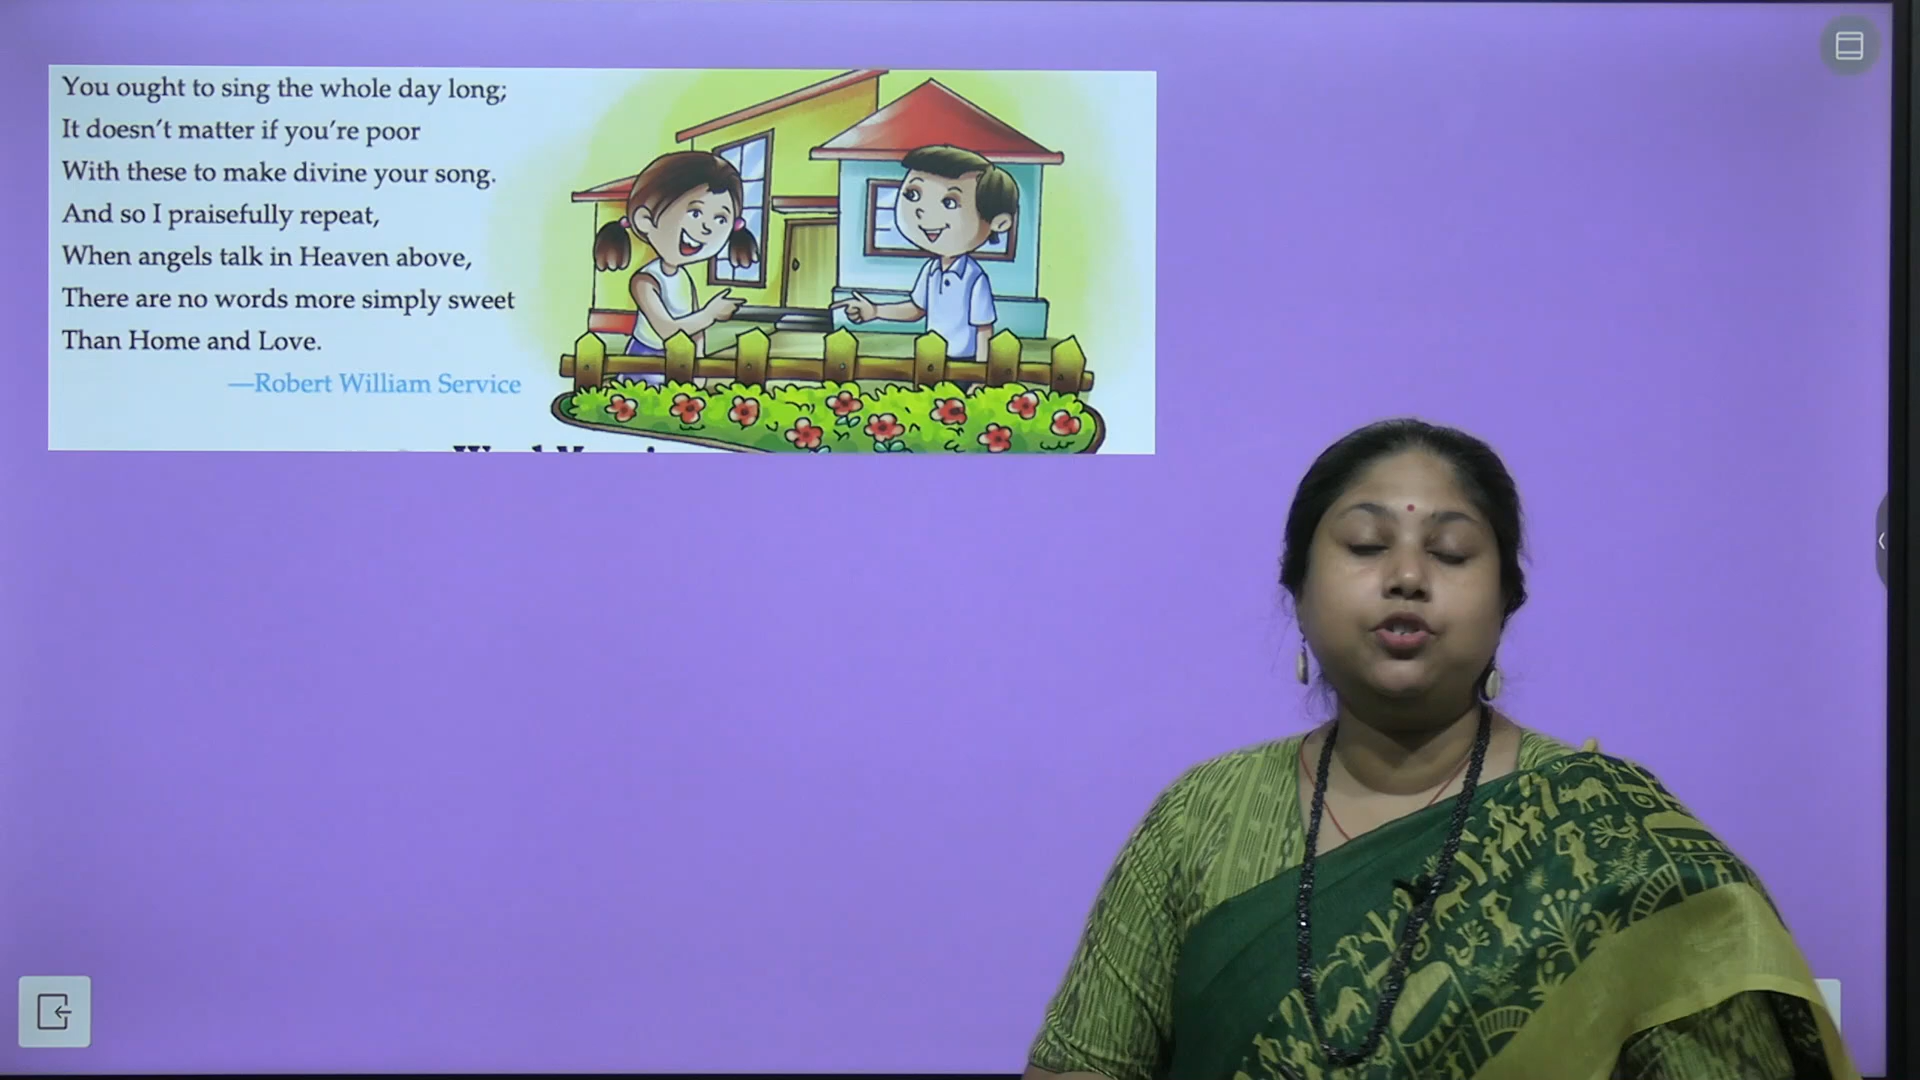 You ought to sing the whole day long;
It doesn't matter if you're poor
With these to make divine your song.
And so I praisefully repeat,
When angels talk in Heaven above,
There are no words more simply sweet
Than Home and Love.
—Robert William Service